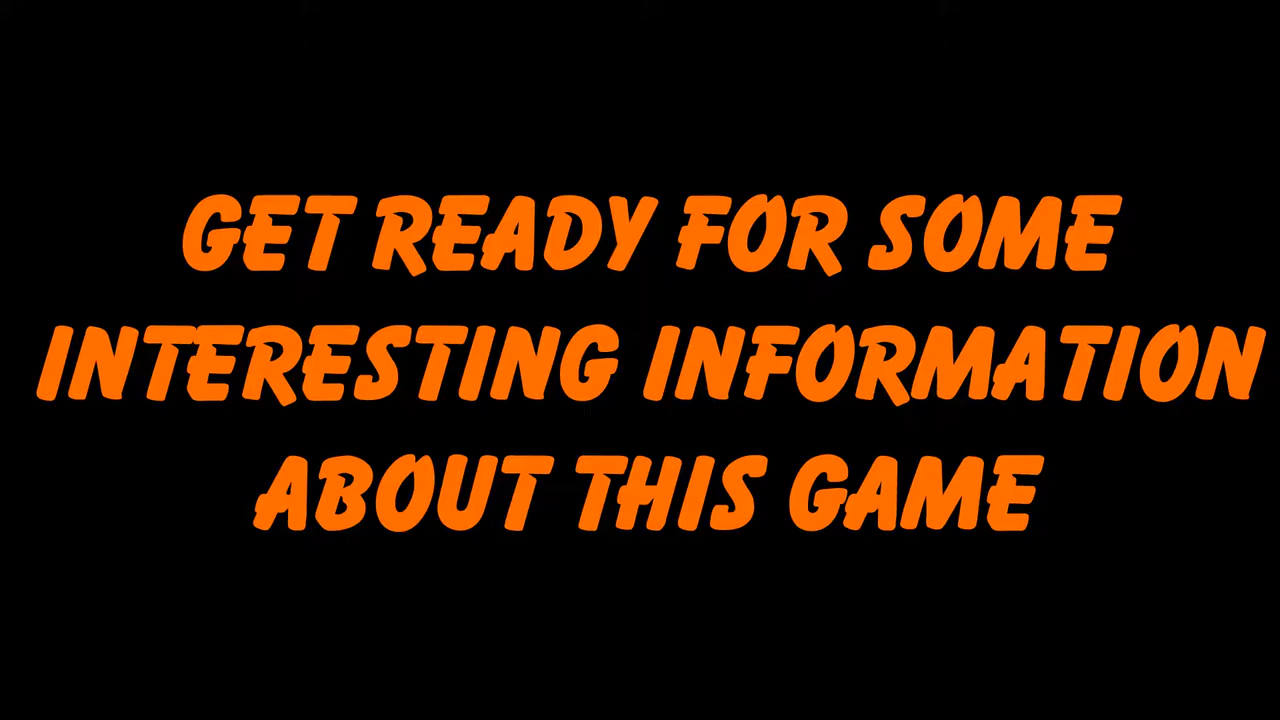 GET READY FOR SOME
INTERESTING INFORMATION
ABOUT THIS GAME